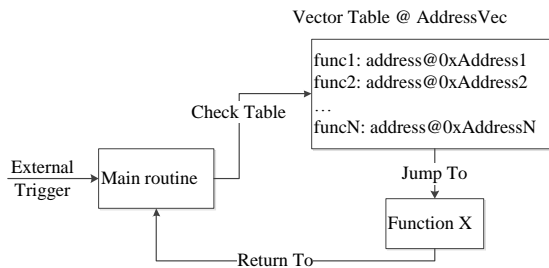 Vector Table @ AddressVec
func1: address@0xAddress1
func2: address@0xAddress2
...
funcN: address@0xAddressN
Check Table
External
Trigger
Main routine
Jump To
Function X
Return To